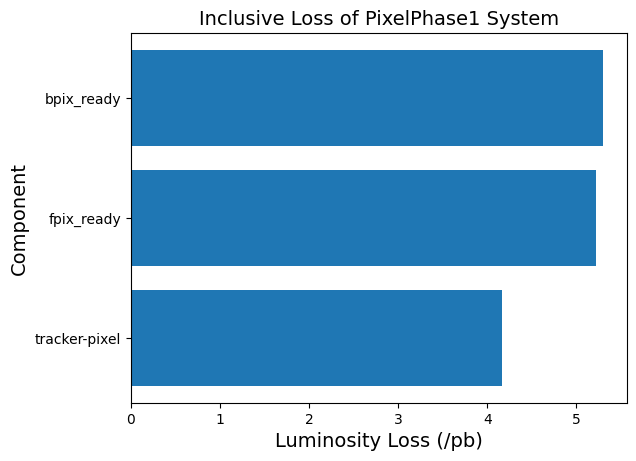 Inclusive Loss of PixelPhase1 System
Component
bpix_ready
fpix_ready
tracker-pixel
0 1 2 3 4 5
Luminosity Loss (/pb)